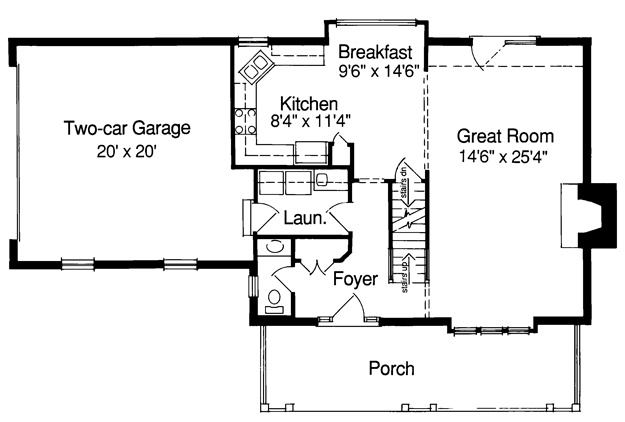 Breakfast
9'6" x 14'6"
Kitchen
8'4" x 11'4"
Two-car Garage
20' x 20'
Great Room
14'6" x 25'4"
stairs dn
Laun.
Foyer
stairs dn
Porch